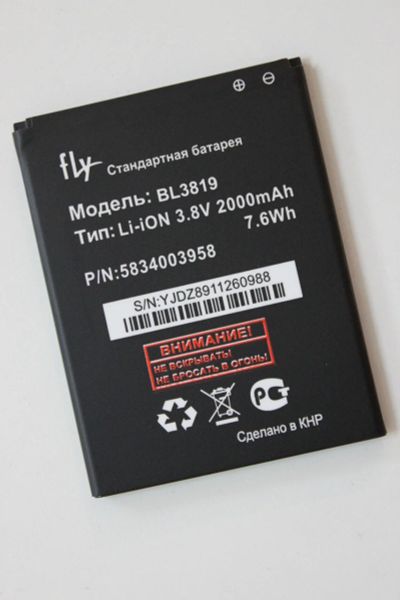 fly Стандартная батарея
Модель: BL3819
Тип: Li-iON 3.8V 2000mAh
7.6Wh
P/N:5834003958
S/N:YJDZ8911260988
ВНИМАНИЕ!
НЕ ВСКРЫВАТЬ!
НЕ БРОСАТЬ В ОГОНЬ!
Сделано в КНР